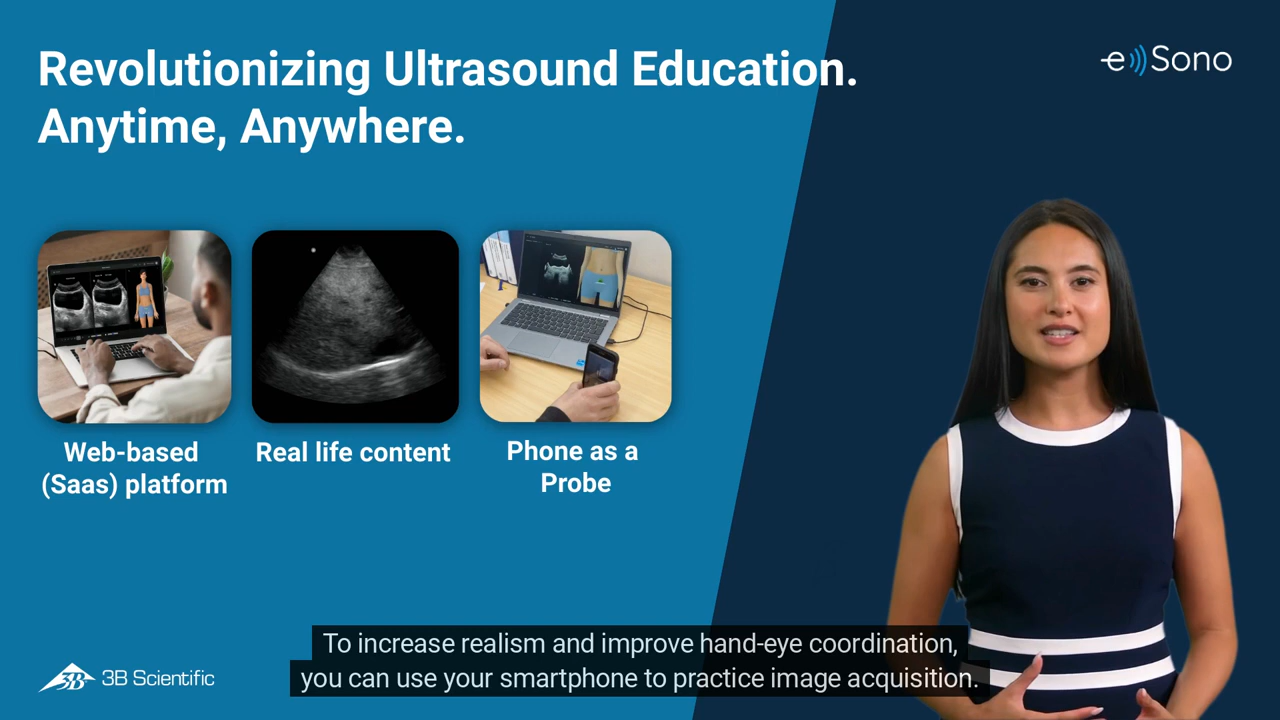 Revolutionizing Ultrasound Education.
Anytime, Anywhere.
e Sono
Web-based
(Saas) platform
Real life content
Phone as a
Probe
To increase realism and improve hand-eye coordination,
you can use your smartphone to practice image acquisition.
3B 3B Scientific